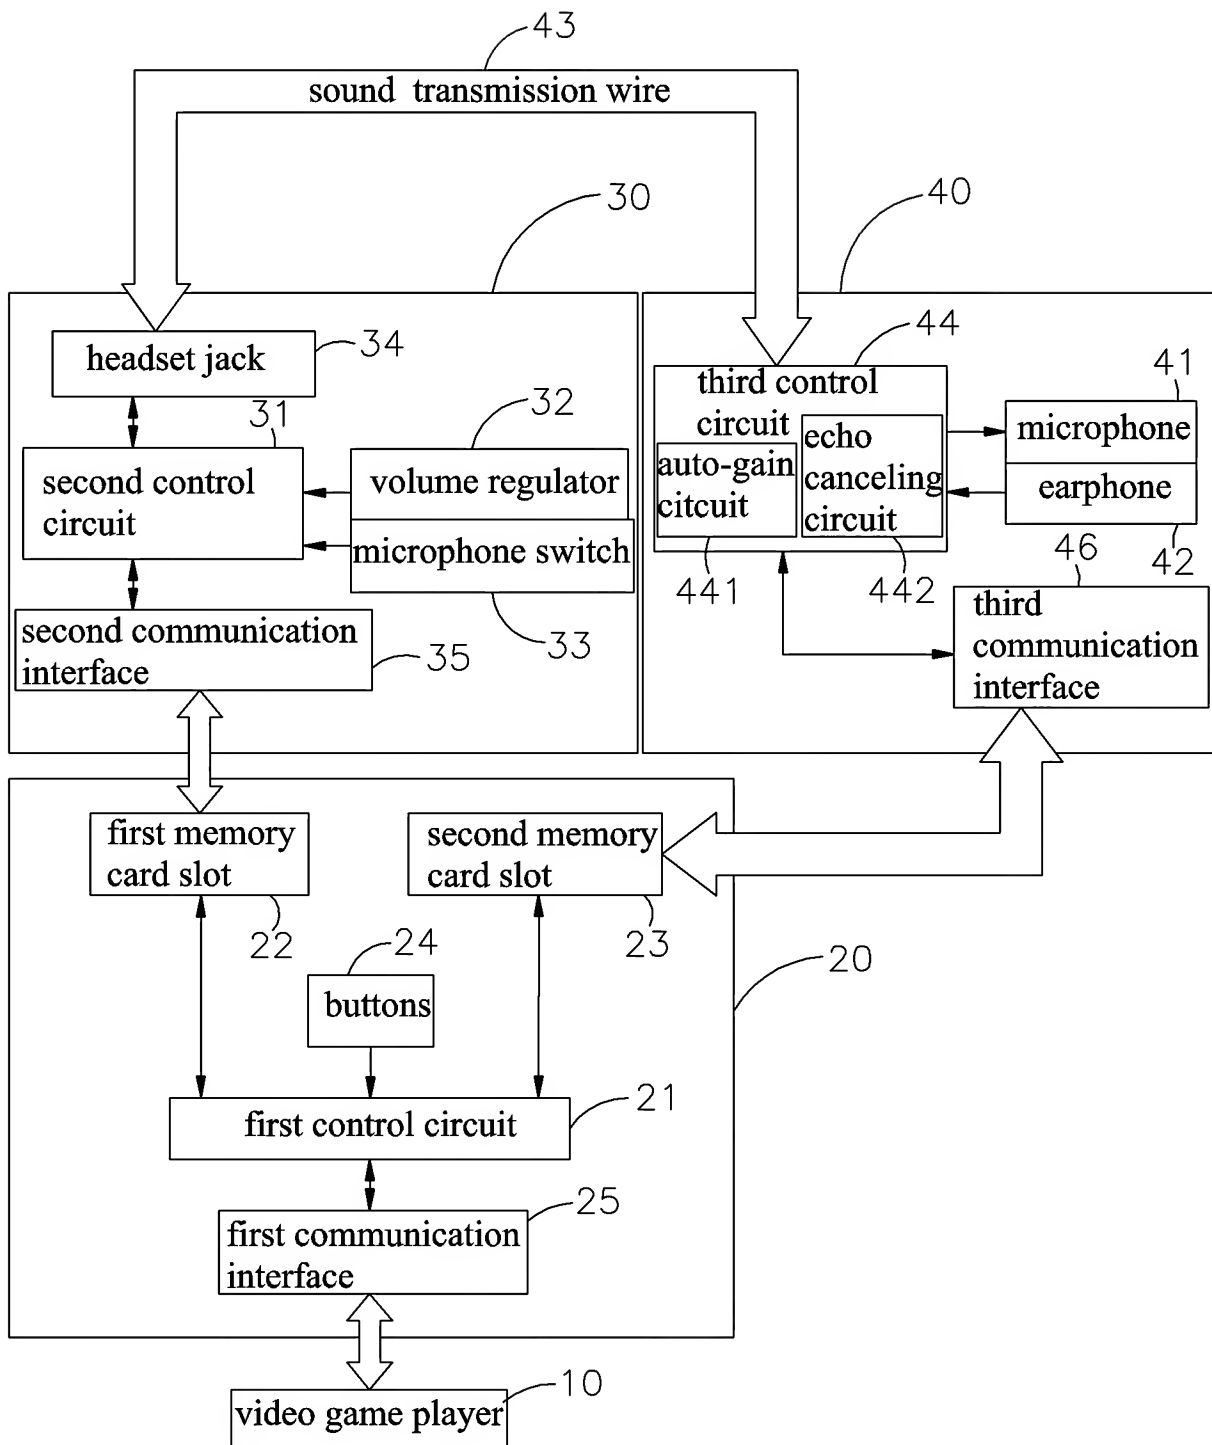 43
sound transmission wire
30
40
headset jack
34
44
third control
circuit
41
microphone
31
32
second control
circuit
volume regulator
microphone switch
auto-gain
citcuit
echo
canceling
circuit
earphone
441
442
42
46
33
second communication
interface
35
third
communication
interface
first memory
card slot
second memory
card slot
22
24
23
20
buttons
21
first control circuit
25
first communication
interface
10
video game player